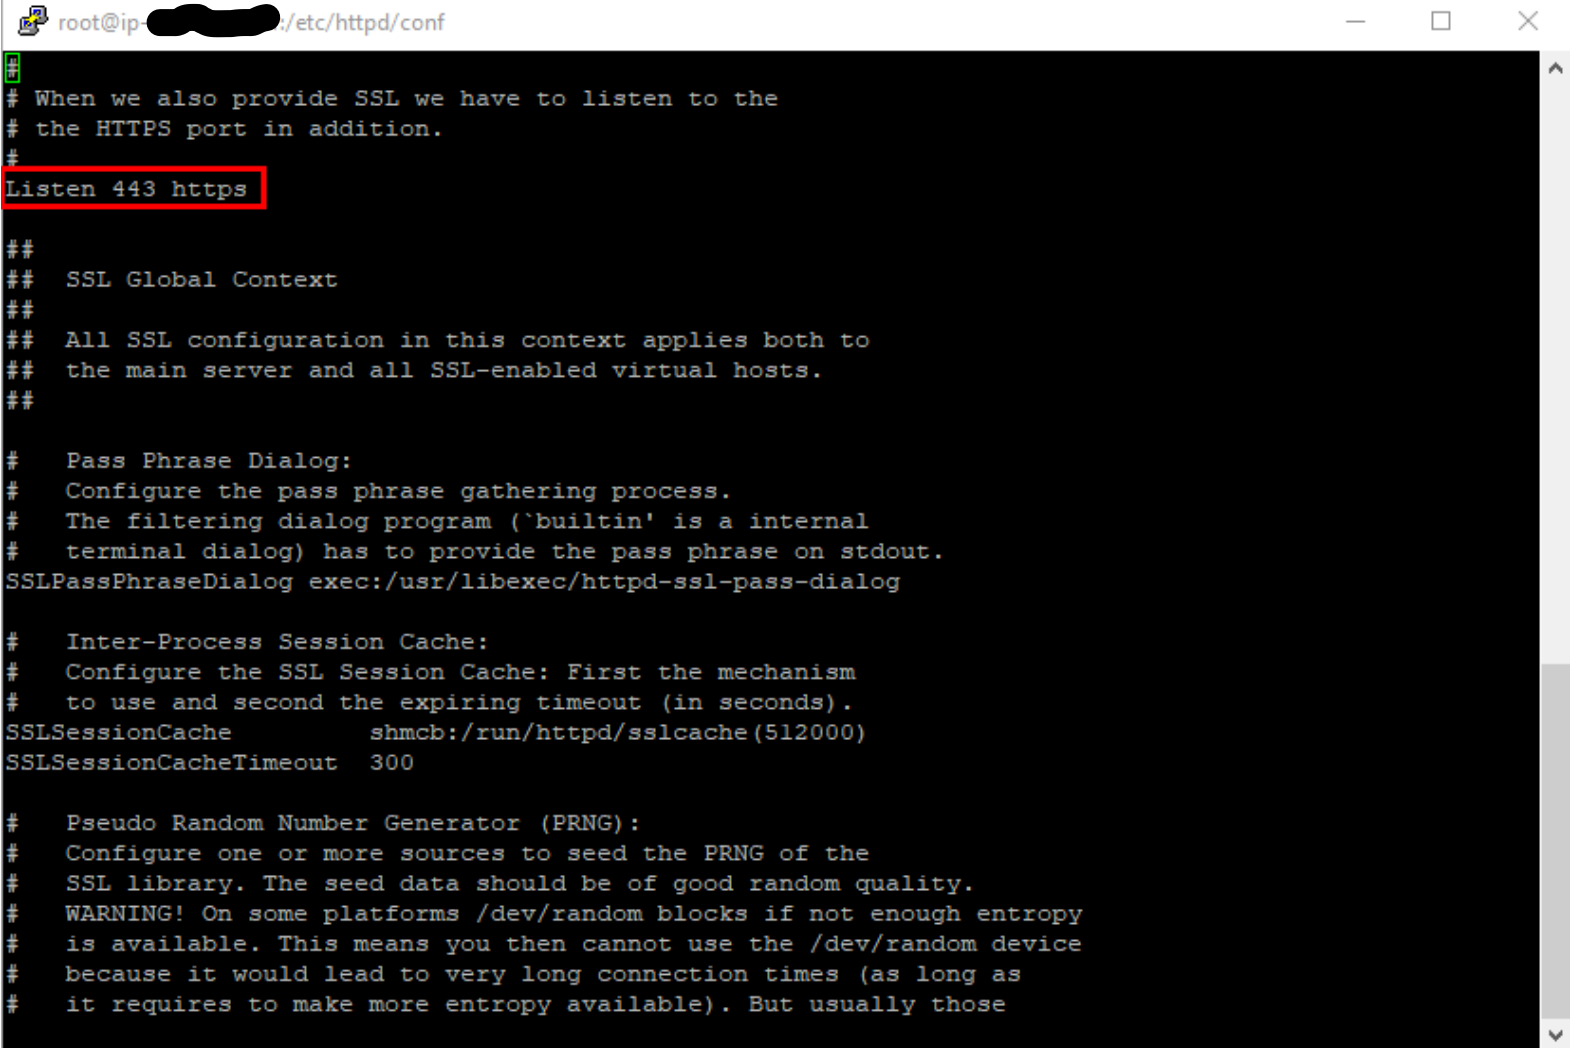 root@ip- :/etc/httpd/conf
#
# When we also provide SSL we have to listen to the
# the HTTPS port in addition.
#
Listen 443 https
##
##  SSL Global Context
##
##  All SSL configuration in this context applies both to
##  the main server and all SSL-enabled virtual hosts.
##
#   Pass Phrase Dialog:
#   Configure the pass phrase gathering process.
#   The filtering dialog program (`builtin' is a internal
#   terminal dialog) has to provide the pass phrase on stdout.
SSLPassPhraseDialog exec:/usr/libexec/httpd-ssl-pass-dialog
#   Inter-Process Session Cache:
#   Configure the SSL Session Cache: First the mechanism
#   to use and second the expiring timeout (in seconds).
SSLSessionCache         shmcb:/run/httpd/sslcache(512000)
SSLSessionCacheTimeout  300
#   Pseudo Random Number Generator (PRNG):
#   Configure one or more sources to seed the PRNG of the
#   SSL library. The seed data should be of good random quality.
#   WARNING! On some platforms /dev/random blocks if not enough entropy
#   is available. This means you then cannot use the /dev/random device
#   because it would lead to very long connection times (as long as
#   it requires to make more entropy available). But usually those